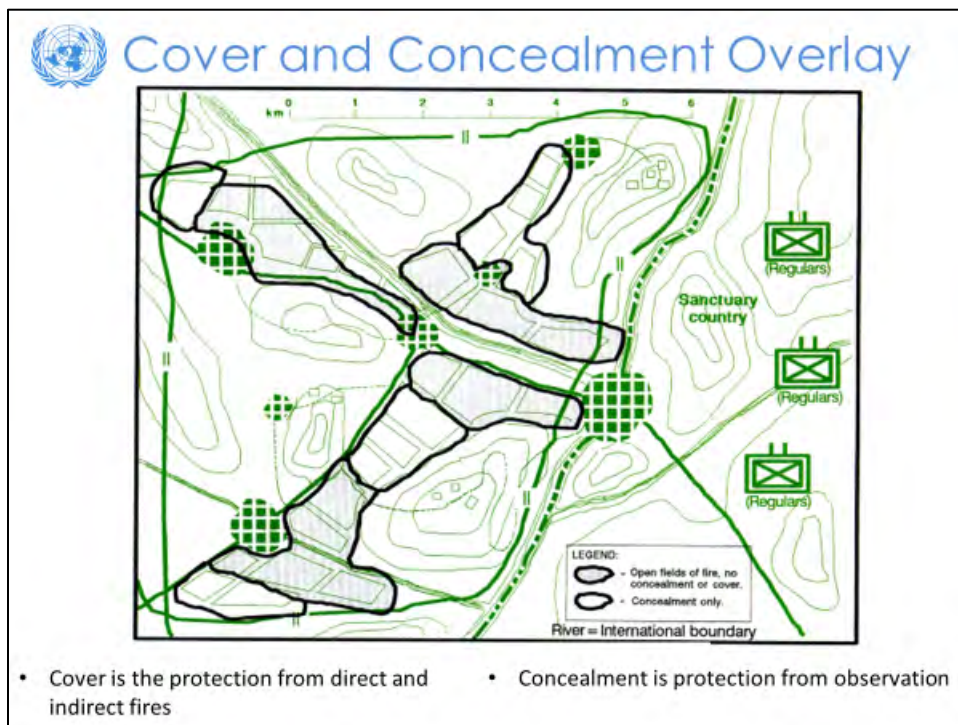 Cover and Concealment Overlay
km 0 1 2 3 4 5 6
||
||
||
||
||
(Regulars)
Sanctuary
country
(Regulars)
(Regulars)
LEGEND:
- Open fields of fire, no
concealment or cover.
- Concealment only.
River = International boundary
• Cover is the protection from direct and
indirect fires
• Concealment is protection from observation